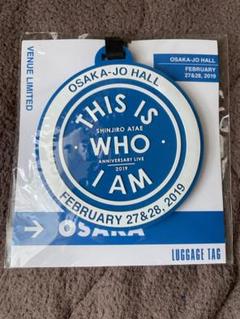 VENUE LIMITED
OSAKA-JO HALL
FEBRUARY
27&28, 2019
OSAKA-JO HALL
THIS IS
SHINJIRO ATAE
WHO
ANNIVERSARY LIVE
2019
I AM
FEBRUARY 27&28, 2019
OSAKA
LUGGAGE TAG